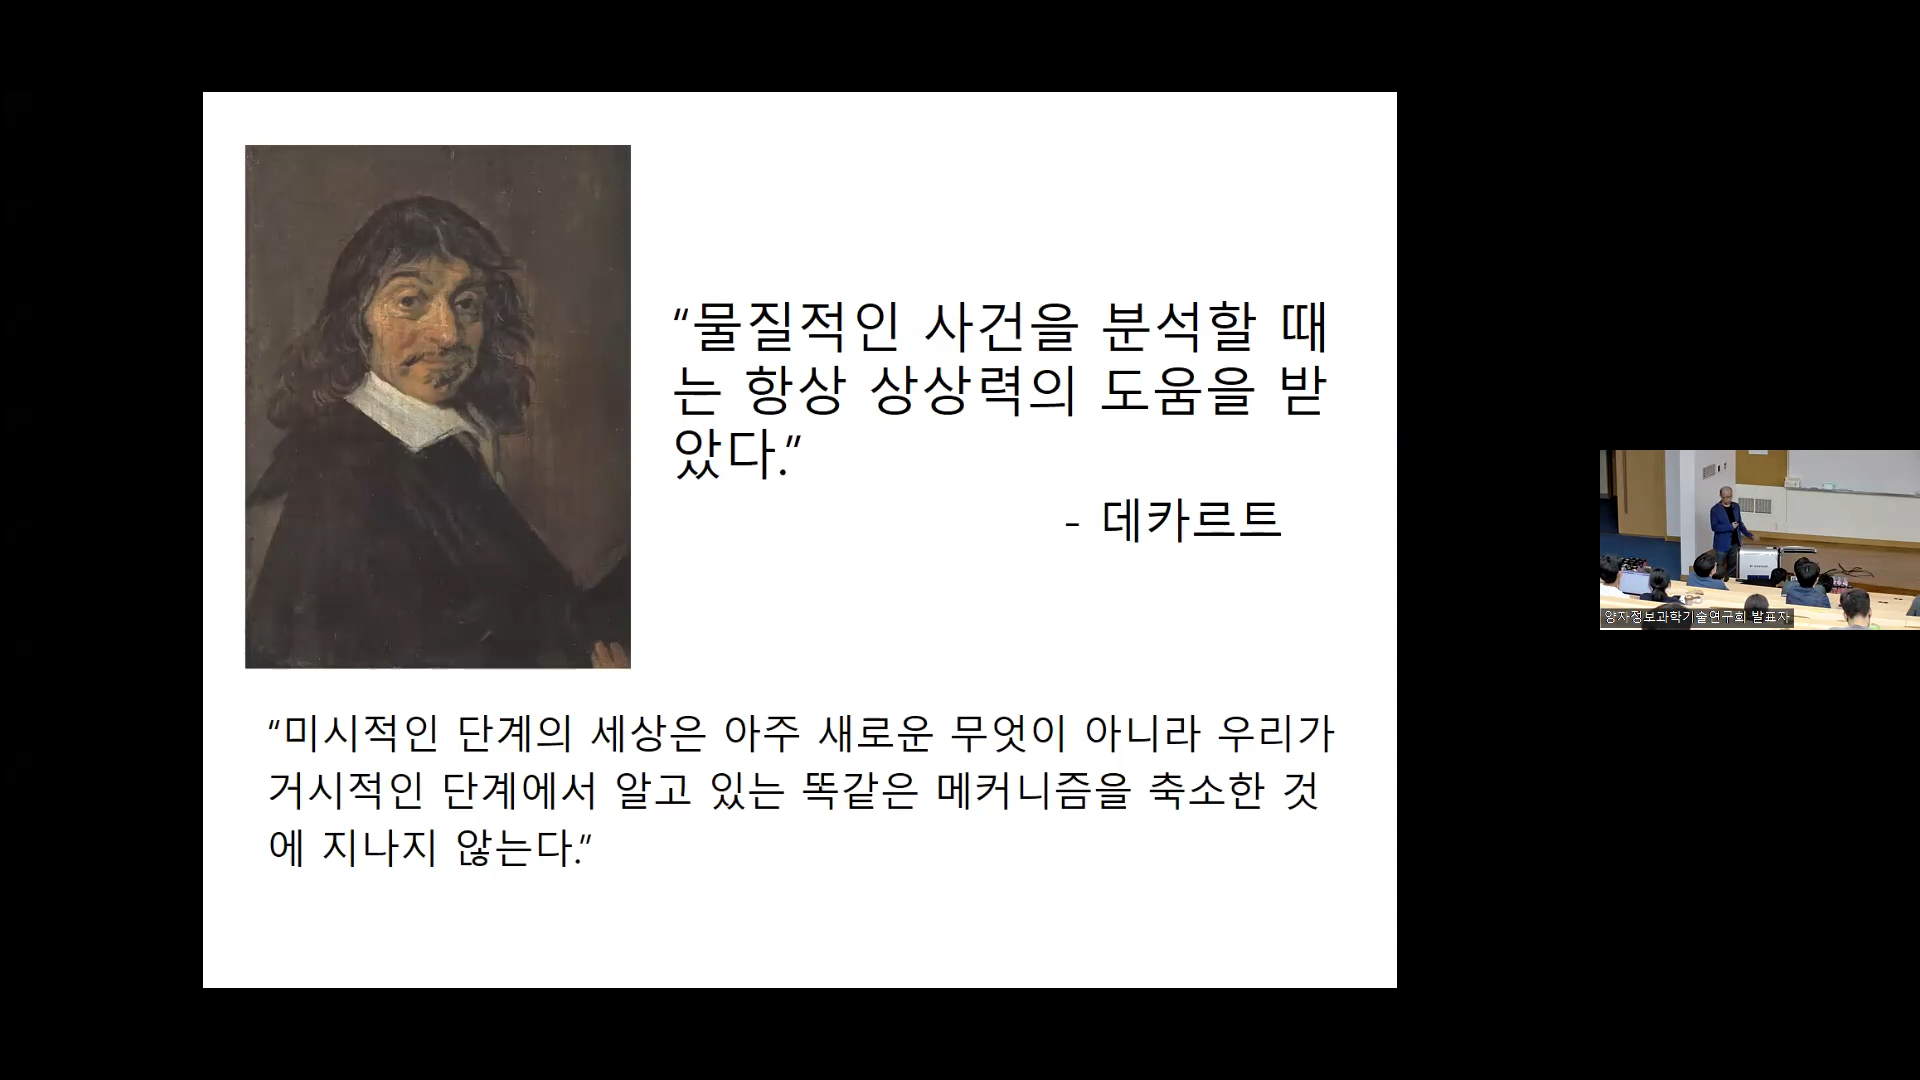 “물질적인 사건을 분석할 때
는 항상 상상력의 도움을 받
았다.”
- 데카르트
“미시적인 단계의 세상은 아주 새로운 무엇이 아니라 우리가
거시적인 단계에서 알고 있는 똑같은 메커니즘을 축소한 것
에 지나지 않는다.”
양자정보과학기술연구회 발표자